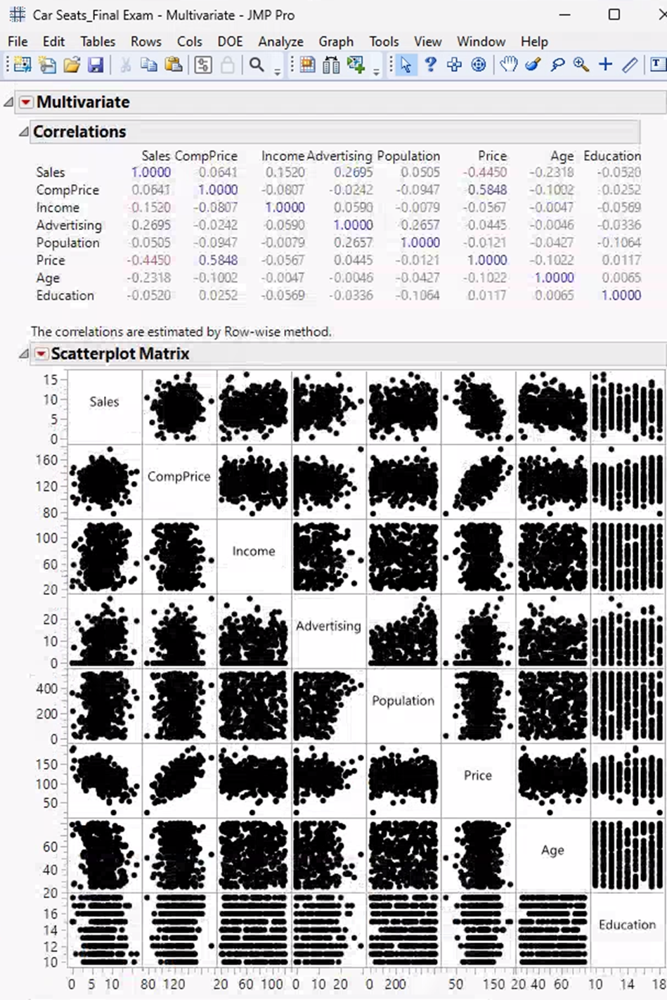 Car Seats_Final Exam - Multivariate - JMP Pro
File Edit Tables Rows Cols DOE Analyze Graph Tools View Window Help
Multivariate
Correlations
Sales CompPrice Income Advertising Population Price Age Education
Sales 1.0000 0.0641 0.1520 0.2695 0.0505 -0.4450 -0.2318 -0.0520
CompPrice 0.0641 1.0000 -0.0807 -0.0242 -0.0947 0.5848 -0.1002 0.0252
Income 0.1520 -0.0807 1.0000 0.0590 -0.0079 -0.0567 -0.0047 -0.0569
Advertising 0.2695 -0.0242 0.0590 1.0000 0.2657 0.0445 -0.0046 -0.0336
Population 0.0505 -0.0947 -0.0079 0.2657 1.0000 -0.0121 -0.0427 -0.1064
Price -0.4450 0.5848 -0.0567 0.0445 -0.0121 1.0000 -0.1022 0.0117
Age -0.2318 -0.1002 -0.0047 -0.0046 -0.0427 -0.1022 1.0000 0.0065
Education -0.0520 0.0252 -0.0569 -0.0336 -0.1064 0.0117 0.0065 1.0000
The correlations are estimated by Row-wise method.
Scatterplot Matrix
15
10
5
0
Sales
160
120
80
CompPrice
100
60
20
Income
20
10
0
Advertising
400
200
0
Population
150
100
50
Price
60
40
20
Age
16
14
12
10
Education
0 5 10 80 120 20 60 100 0 10 20 0 200 50 150 20 40 60 10 14 18